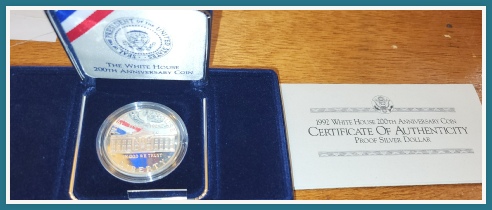 THE WHITE HOUSE
200TH ANNIVERSARY COIN
1992 WHITE HOUSE 200TH ANNIVERSARY COIN
CERTIFICATE OF AUTHENTICITY
PROOF SILVER DOLLAR